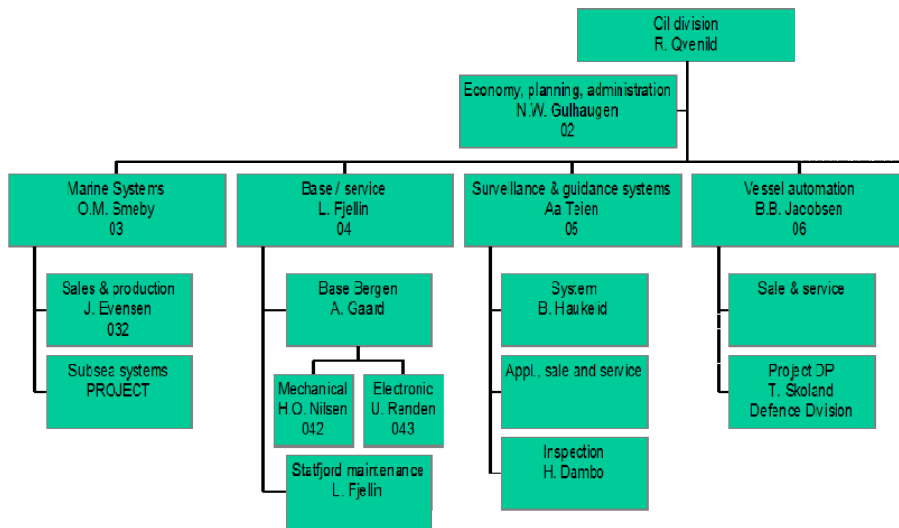 Oil division
R. Qvenild
Economy, planning, administration
N.W. Gulhaugen
02
Marine Systems
O.M. Smeby
03
Base / service
L. Fjellin
04
Surveillance & guidance systems
Aa Teien
05
Vessel automation
B.B. Jacobsen
06
Sales & production
J. Evensen
032
Subsea systems
PROJECT
Base Bergen
A. Gaard
Mechanical
H.O. Nilsen
042
Electronic
U. Renden
043
Statfjord maintenance
L. Fjellin
System
B. Haukelid
Appl., sale and service
Inspection
H. Dambo
Sale & service
Project DP
T. Skoland
Defence Division